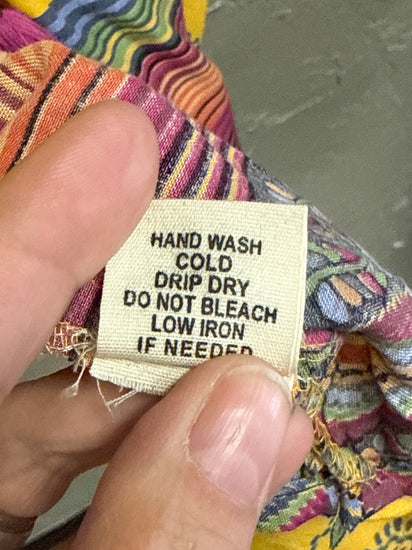 HAND WASH
COLD
DRIP DRY
DO NOT BLEACH
LOW IRON
IF NEEDED